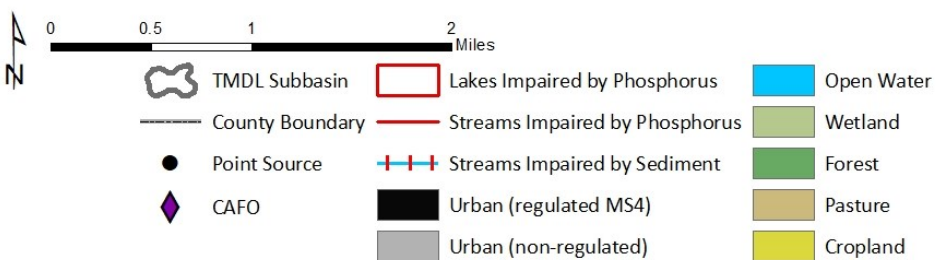 0 0.5 1 2
Miles
N
TMDL Subbasin
County Boundary
Point Source
CAFO
Lakes Impaired by Phosphorus
Streams Impaired by Phosphorus
Streams Impaired by Sediment
Urban (regulated MS4)
Urban (non-regulated)
Open Water
Wetland
Forest
Pasture
Cropland